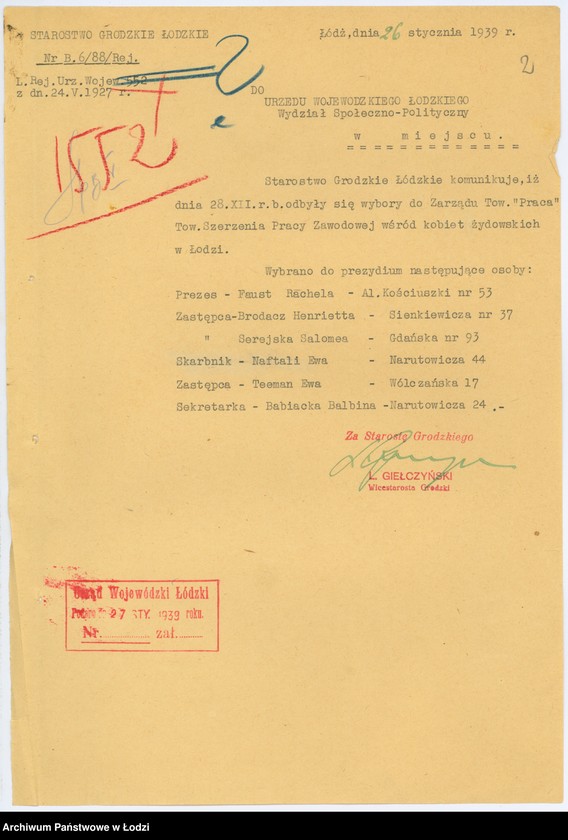 STAROSTWO GRODZKIE ŁODZKIE
Łódź, dnia 26 stycznia 1939 r.
Nr B.6/88/Rej.
2
L.Rej.Urz.Wojew.552
z dn.24.V.1927 r.
DO
URZEDU WOJEWODZKIEGO ŁODZKIEGO
Wydział Społeczno-Polityczny
w miejscu.
= = = = = = = = = = = = =
1552
Starostwo Grodzkie Łódzkie komunikuje,iż
dnia 28.XII.r.b.odbyły się wybory do Zarządu Tow."Praca"
Tow.Szerzenia Pracy Zawodowej wśród kobiet żydowskich
w Łodzi.
Wybrano do prezydium następujące osoby:
Prezes - Faust Rachela - Al.Kościuszki nr 53
Zastępca-Brodacz Henrietta - Sienkiewicza nr 37
" Serejska Salomea - Gdańska nr 93
Skarbnik - Naftali Ewa - Narutowicza 44
Zastępca - Teeman Ewa - Wólczańska 17
Sekretarka - Babiacka Balbina -Narutowicza 24 .-
Za Starostę Grodzkiego
L. GIEŁCZYŃSKI
Wicestarosta Grodzki
Urząd Wojewódzki Łódzki
27 STY. 1939 roku.
Nr. zał.
Archiwum Państwowe w Łodzi